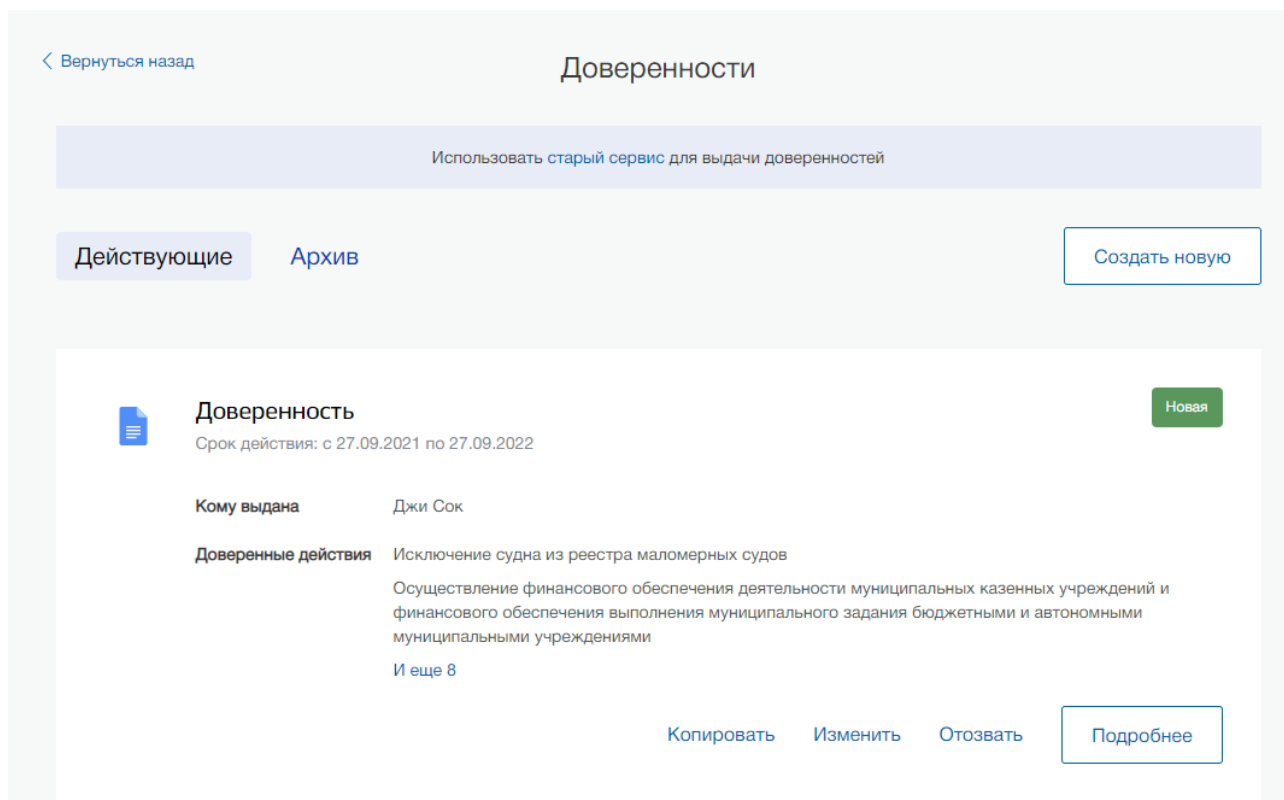 Вернуться назад
Доверенности
Использовать старый сервис для выдачи доверенностей
Действующие
Архив
Создать новую
Доверенность
Новая
Срок действия: с 27.09.2021 по 27.09.2022
Кому выдана
Джи Сок
Доверенные действия
Исключение судна из реестра маломерных судов
Осуществление финансового обеспечения деятельности муниципальных казенных учреждений и
финансового обеспечения выполнения муниципального задания бюджетными и автономными
муниципальными учреждениями
И еще 8
Копировать
Изменить
Отозвать
Подробнее